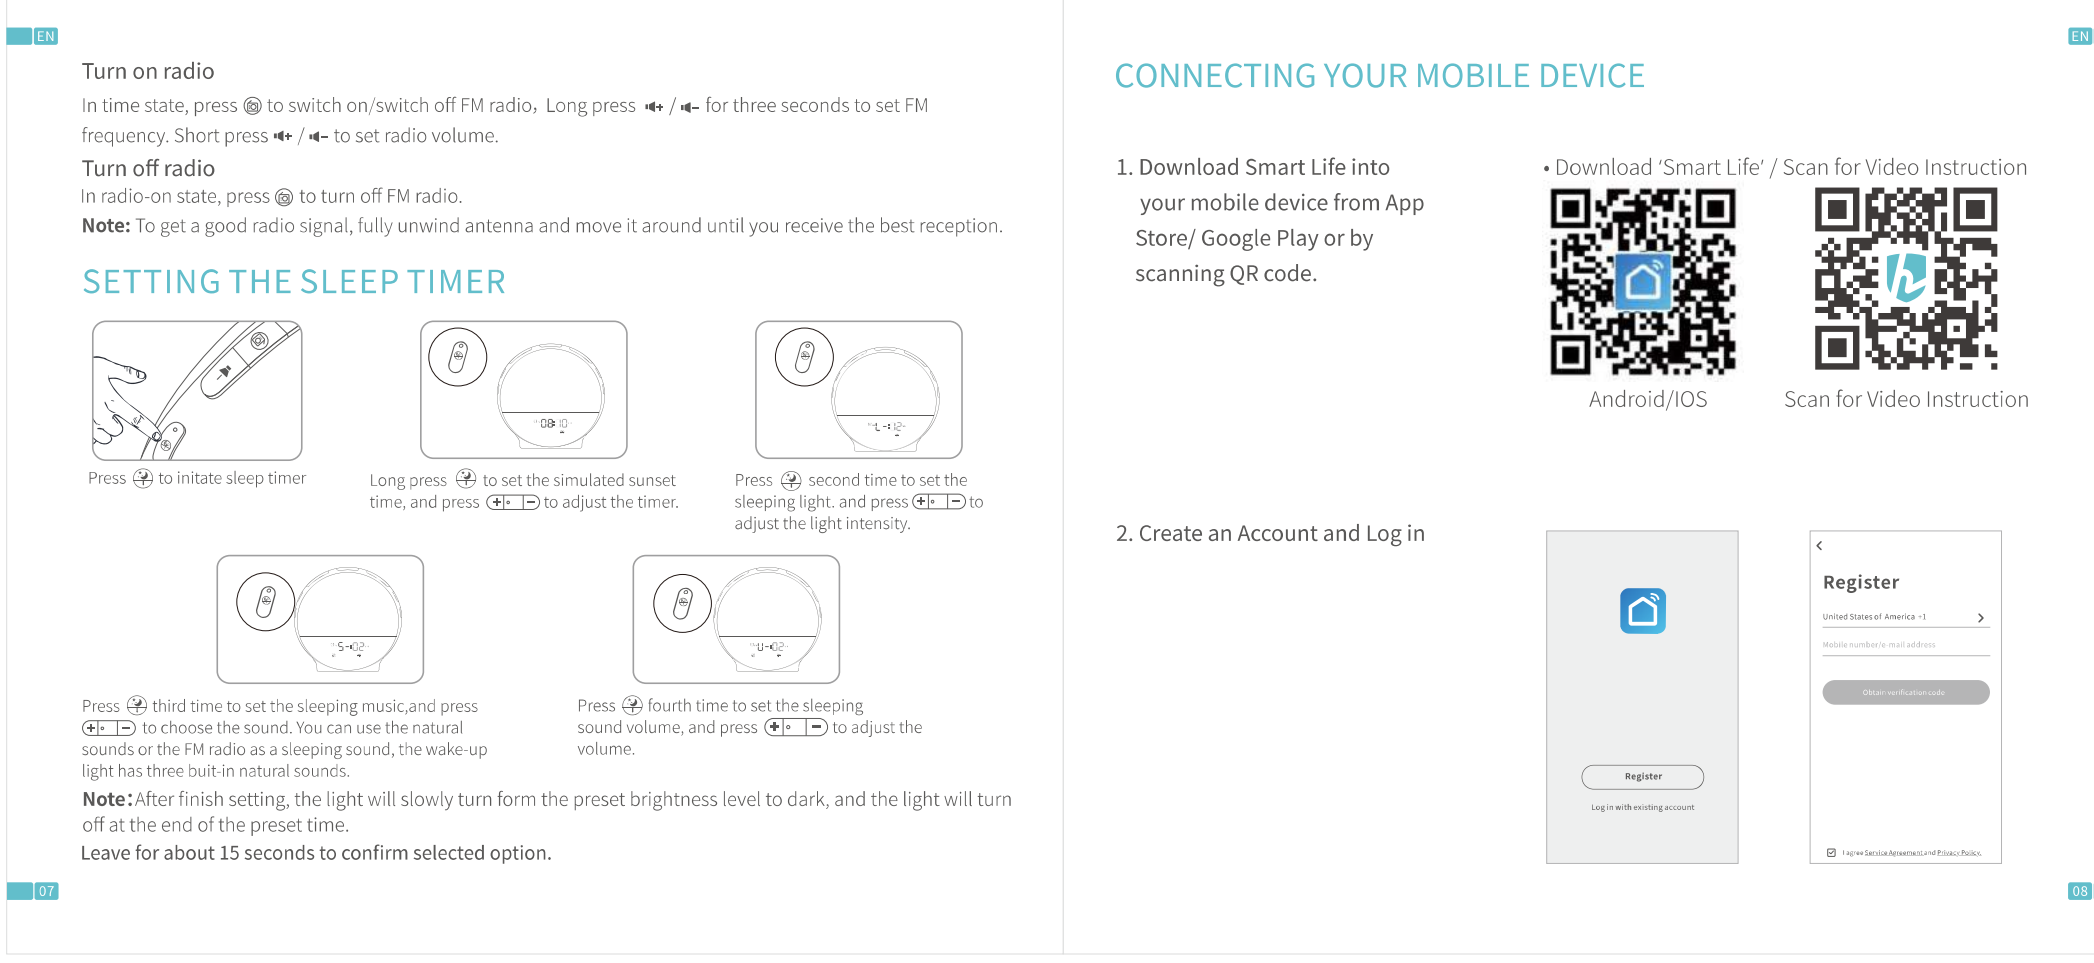 EN
Turn on radio
In time state, press to switch on/switch off FM radio, Long press / for three seconds to set FM
frequency. Short press / to set radio volume.
Turn off radio
In radio-on state, press to turn off FM radio.
Note: To get a good radio signal, fully unwind antenna and move it around until you receive the best reception.
SETTING THE SLEEP TIMER
08:10
L-:12-
Press to initate sleep timer
Long press to set the simulated sunset
time, and press to adjust the timer.
Press second time to set the
sleeping light. and press to
adjust the light intensity.
S-02
U-02
Press third time to set the sleeping music,and press
to choose the sound. You can use the natural
sounds or the FM radio as a sleeping sound, the wake-up
light has three buit-in natural sounds.
Press fourth time to set the sleeping
sound volume, and press to adjust the
volume.
Note:After finish setting, the light will slowly turn form the preset brightness level to dark, and the light will turn
off at the end of the preset time.
Leave for about 15 seconds to confirm selected option.
07
EN
CONNECTING YOUR MOBILE DEVICE
1. Download Smart Life into
your mobile device from App
Store/ Google Play or by
scanning QR code.
• Download ‘Smart Life’ / Scan for Video Instruction
h
Android/IOS
Scan for Video Instruction
2. Create an Account and Log in
Register
Log in with existing account
Register
United States of America +1
Mobile number/e-mail address
Obtain verification code
I agree Service Agreement and Privacy Policy.
08